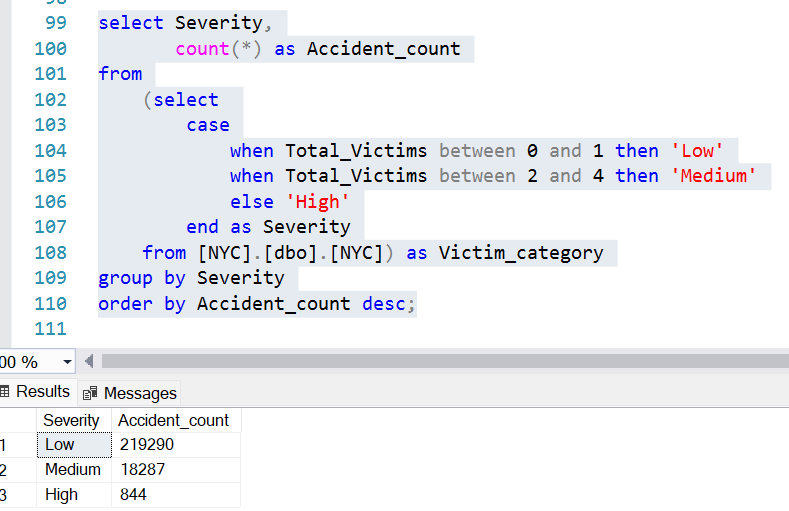 99 select Severity,
100 count(*) as Accident_count
101 from
102 (select
103 case
104 when Total_Victims between 0 and 1 then 'Low'
105 when Total_Victims between 2 and 4 then 'Medium'
106 else 'High'
107 end as Severity
108 from [NYC].[dbo].[NYC]) as Victim_category
109 group by Severity
110 order by Accident_count desc;
111
00 %
Results Messages
Severity Accident_count
1 Low 219290
2 Medium 18287
3 High 844